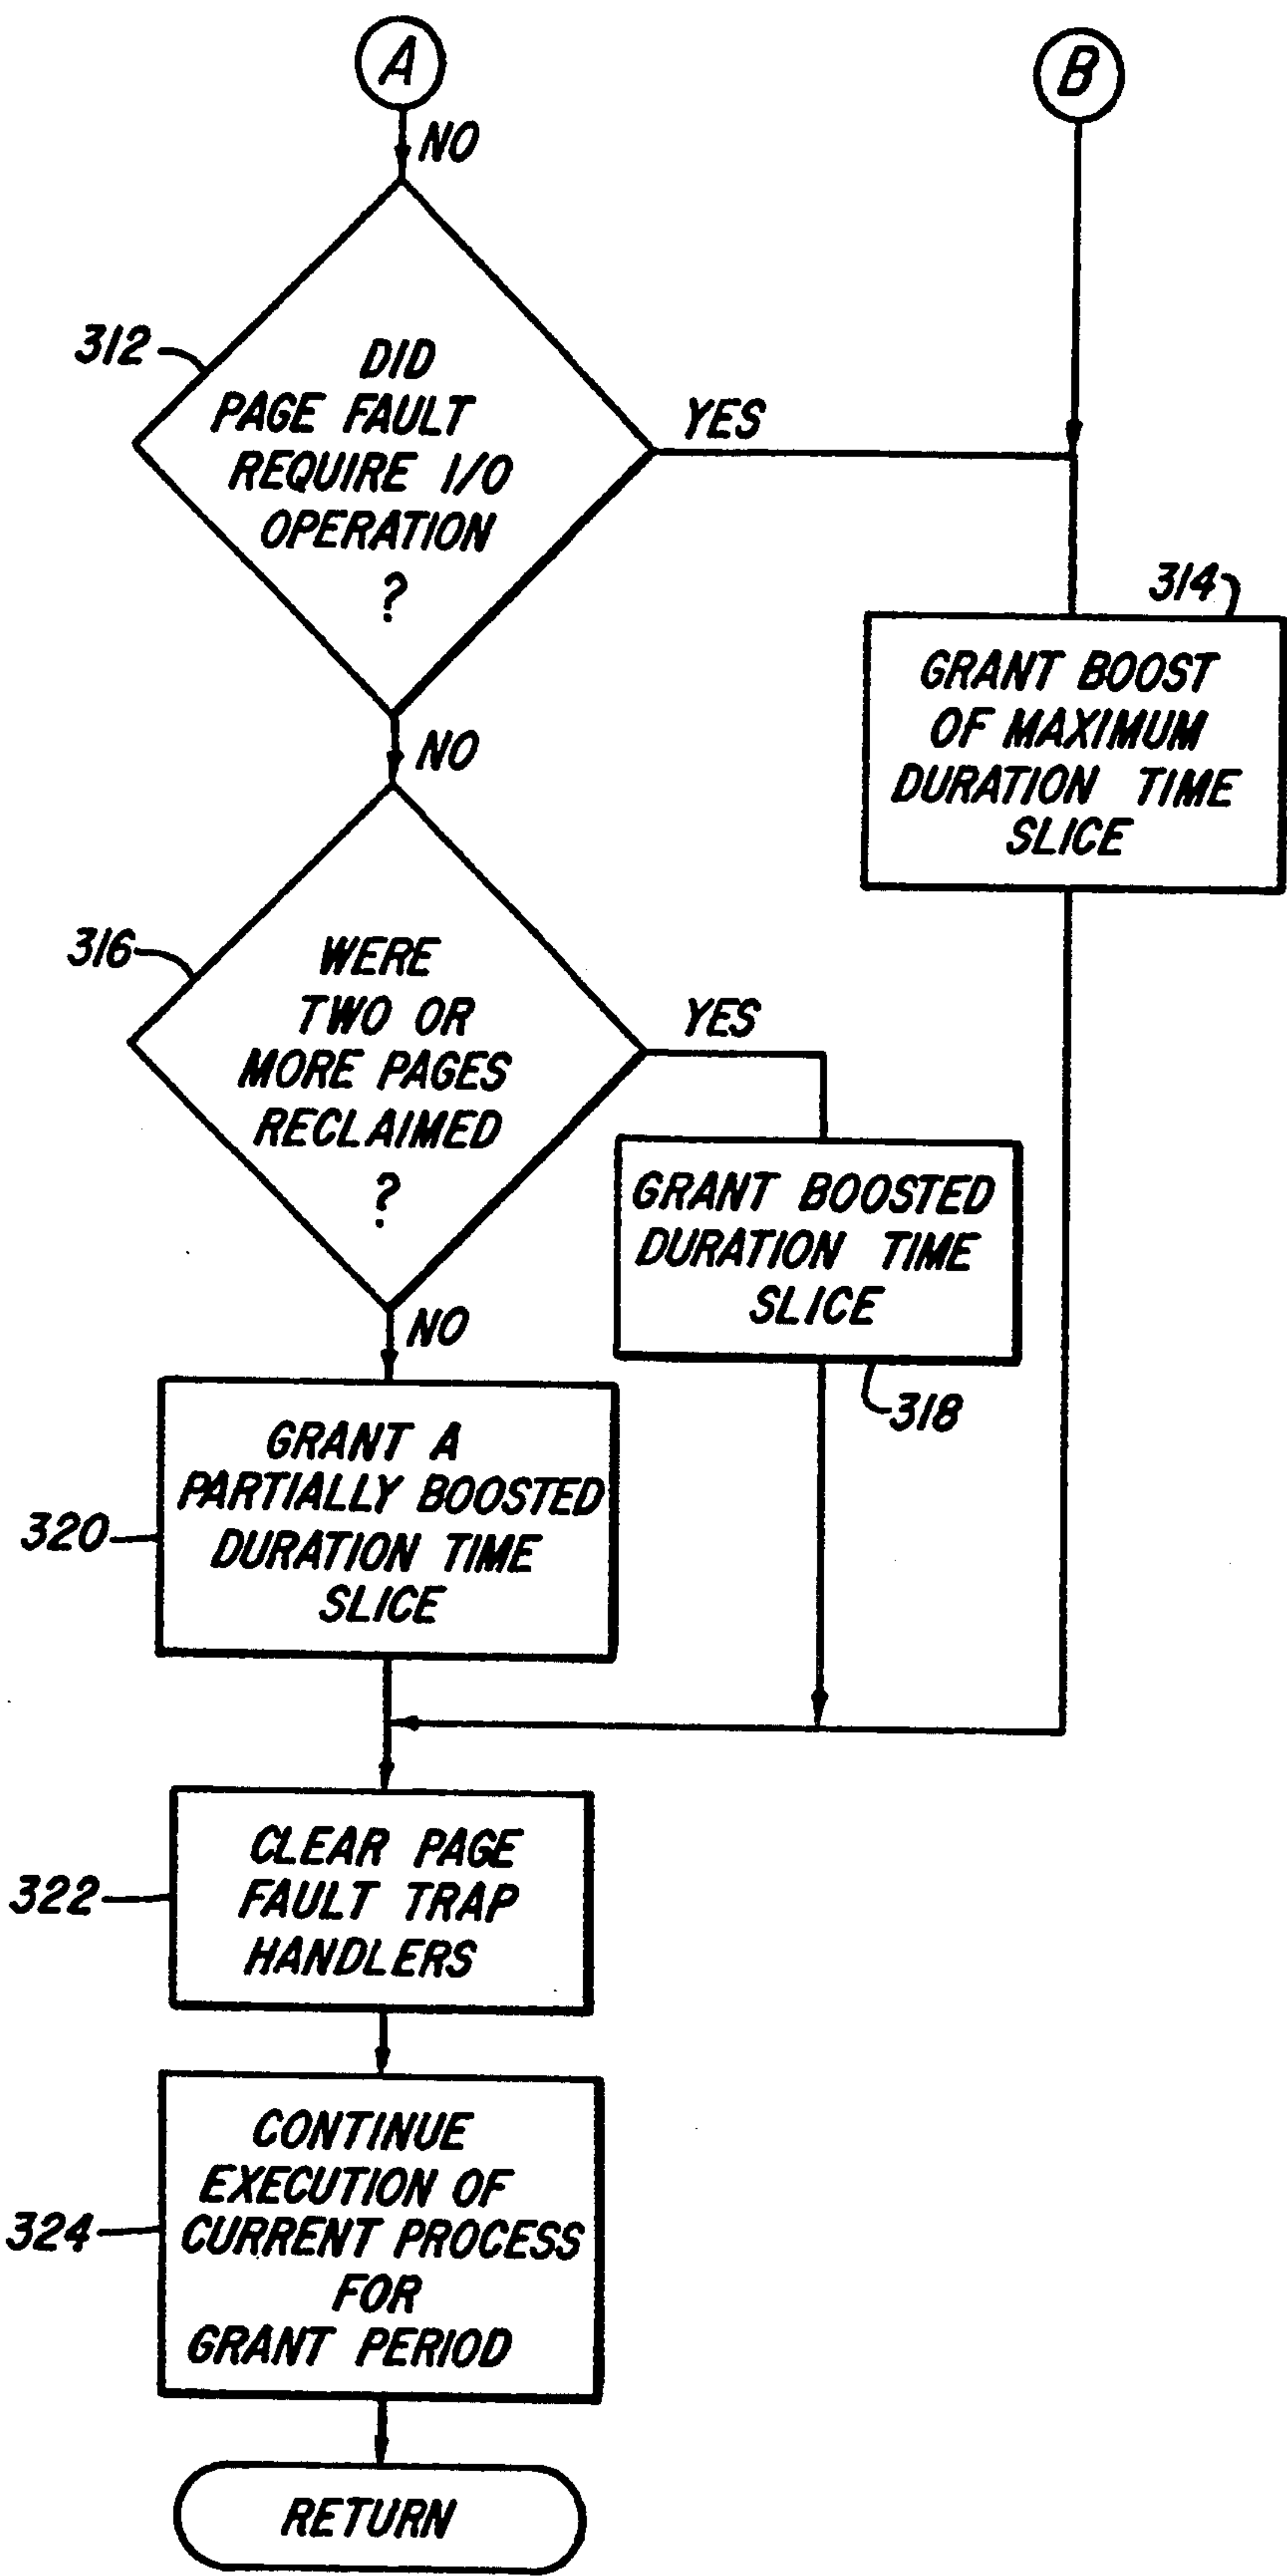 A
B
NO
312
DID
PAGE FAULT
REQUIRE I/O
OPERATION
?
YES
314
GRANT BOOST
OF MAXIMUM
DURATION TIME
SLICE
NO
316
WERE
TWO OR
MORE PAGES
RECLAIMED
?
YES
GRANT BOOSTED
DURATION TIME
SLICE
318
NO
320
GRANT A
PARTIALLY BOOSTED
DURATION TIME
SLICE
322
CLEAR PAGE
FAULT TRAP
HANDLERS
324
CONTINUE
EXECUTION OF
CURRENT PROCESS
FOR
GRANT PERIOD
RETURN